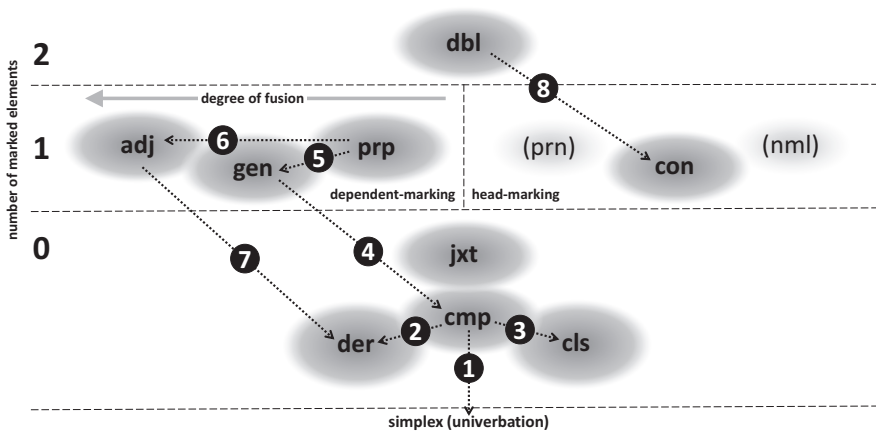 number of marked elements
2
dbl
8
degree of fusion
1
adj
6
prp
5
gen
(prn)
con
(nml)
dependent-marking
head-marking
0
jxt
4
7
cmp
2
3
der
cls
1
simplex (univerbation)